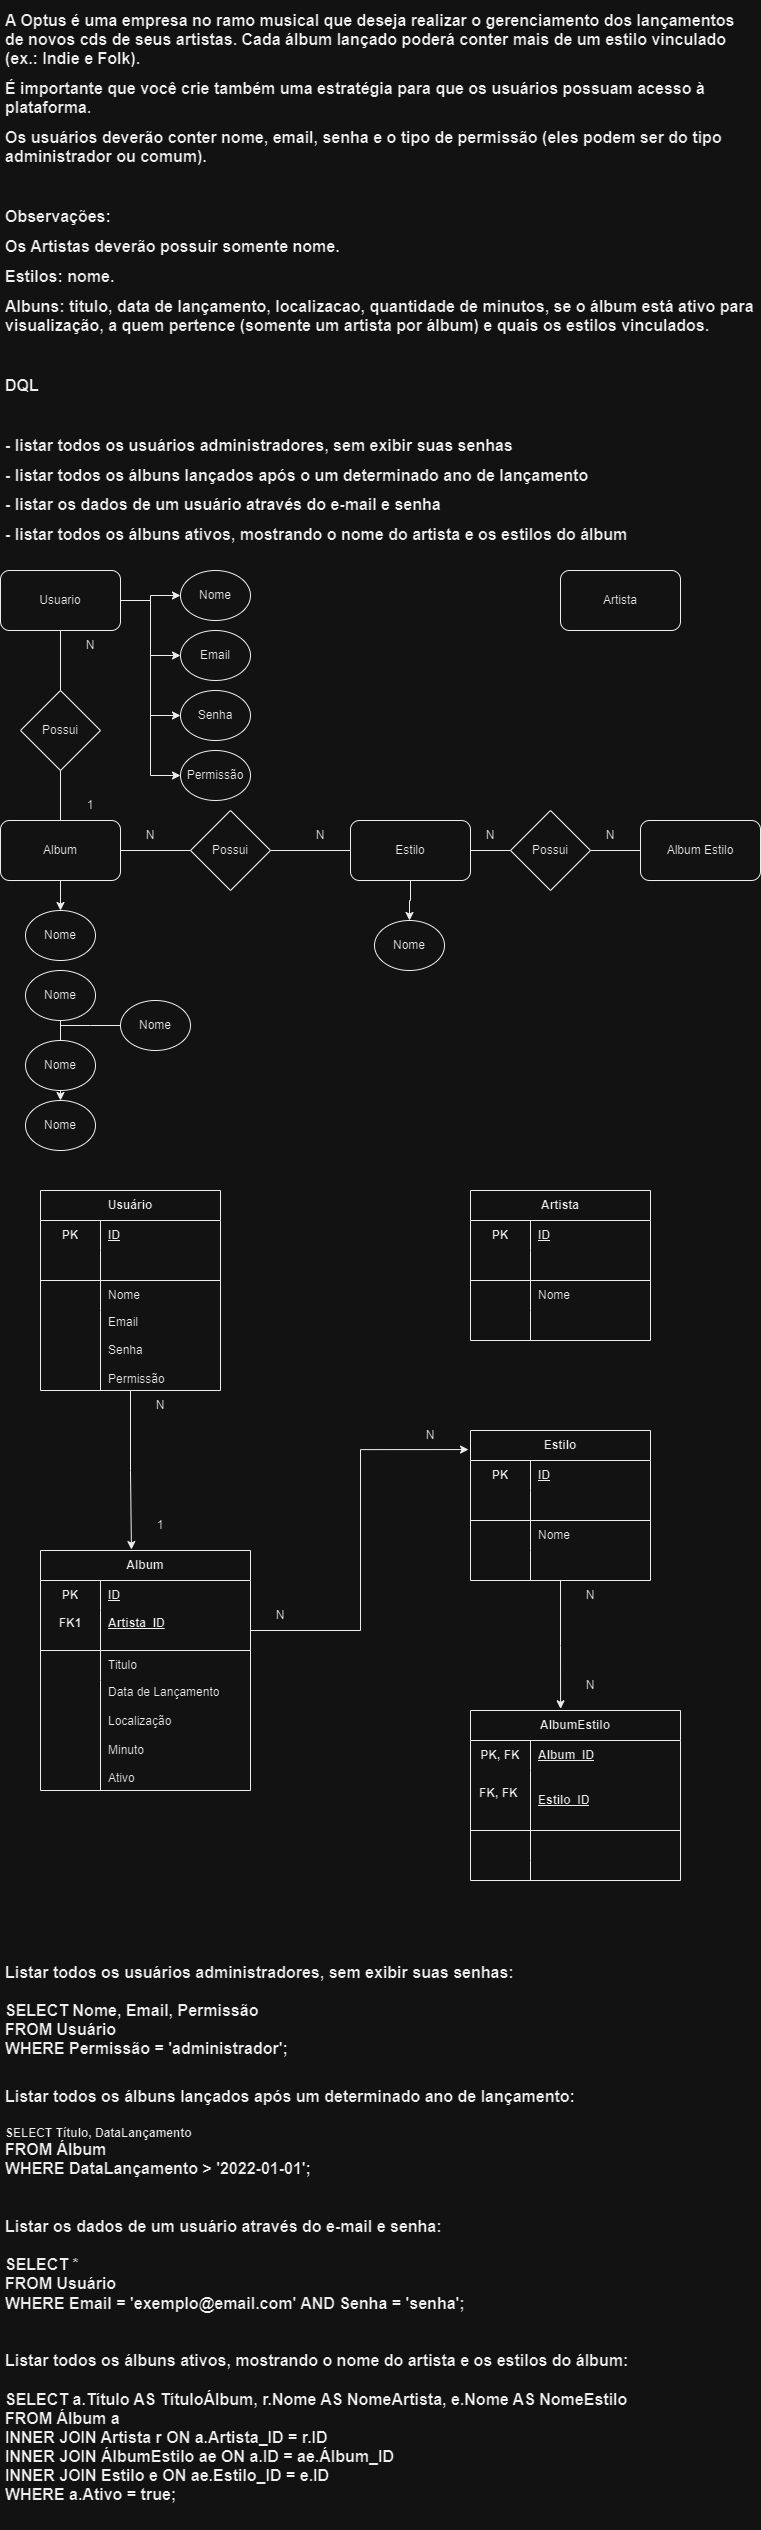 A Optus é uma empresa no ramo musical que deseja realizar o gerenciamento dos lançamentos
de novos cds de seus artistas. Cada álbum lançado poderá conter mais de um estilo vinculado
(ex.: Indie e Folk).
É importante que você crie também uma estratégia para que os usuários possuam acesso à
plataforma.
Os usuários deverão conter nome, email, senha e o tipo de permissão (eles podem ser do tipo
administrador ou comum).
Observações:
Os Artistas deverão possuir somente nome.
Estilos: nome.
Albuns: titulo, data de lançamento, localizacao, quantidade de minutos, se o álbum está ativo para
visualização, a quem pertence (somente um artista por álbum) e quais os estilos vinculados.
DQL
- listar todos os usuários administradores, sem exibir suas senhas
- listar todos os álbuns lançados após o um determinado ano de lançamento
- listar os dados de um usuário através do e-mail e senha
- listar todos os álbuns ativos, mostrando o nome do artista e os estilos do álbum
Usuario
Nome
Artista
N
Email
Possui
Senha
Permissão
1
Album
N
Possui
N
Estilo
N
Possui
N
Album Estilo
Nome
Nome
Nome
Nome
Nome
Nome
Usuário
PK
ID
Nome
Email
Senha
Permissão
Artista
PK
ID
Nome
N
1
N
N
Estilo
PK
ID
Nome
Album
PK
ID
FK1
Artista_ID
Titulo
Data de Lançamento
Localização
Minuto
Ativo
N
N
AlbumEstilo
PK, FK
Album_ID
FK, FK
Estilo_ID
Listar todos os usuários administradores, sem exibir suas senhas:
SELECT Nome, Email, Permissão
FROM Usuário
WHERE Permissão = 'administrador';
Listar todos os álbuns lançados após um determinado ano de lançamento:
SELECT Título, DataLançamento
FROM Álbum
WHERE DataLançamento > '2022-01-01';
Listar os dados de um usuário através do e-mail e senha:
SELECT *
FROM Usuário
WHERE Email = 'exemplo@email.com' AND Senha = 'senha';
Listar todos os álbuns ativos, mostrando o nome do artista e os estilos do álbum:
SELECT a.Título AS TítuloÁlbum, r.Nome AS NomeArtista, e.Nome AS NomeEstilo
FROM Álbum a
INNER JOIN Artista r ON a.Artista_ID = r.ID
INNER JOIN ÁlbumEstilo ae ON a.ID = ae.Álbum_ID
INNER JOIN Estilo e ON ae.Estilo_ID = e.ID
WHERE a.Ativo = true;